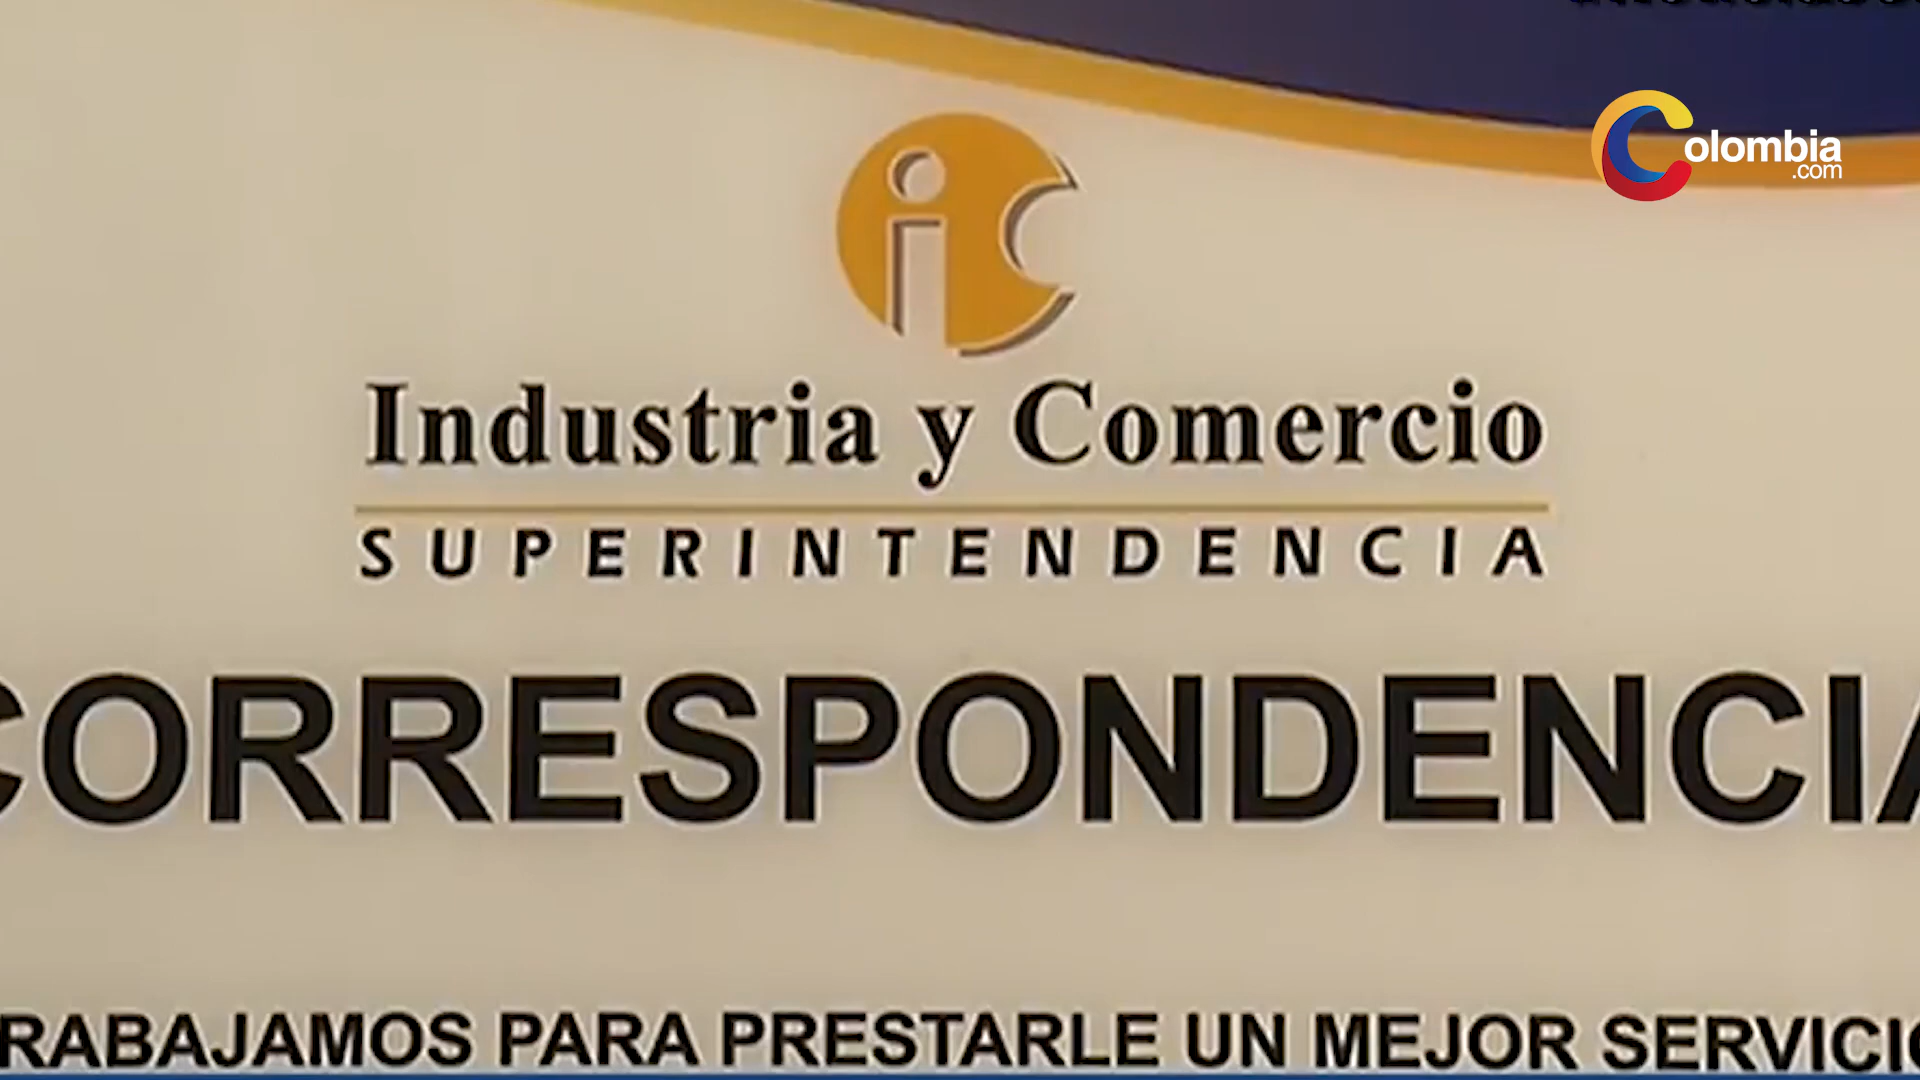 Colombia
.com
iC
Industria y Comercio
SUPERINTENDENCIA
CORRESPONDENCIA
RABAJAMOS PARA PRESTARLE UN MEJOR SERVICIO